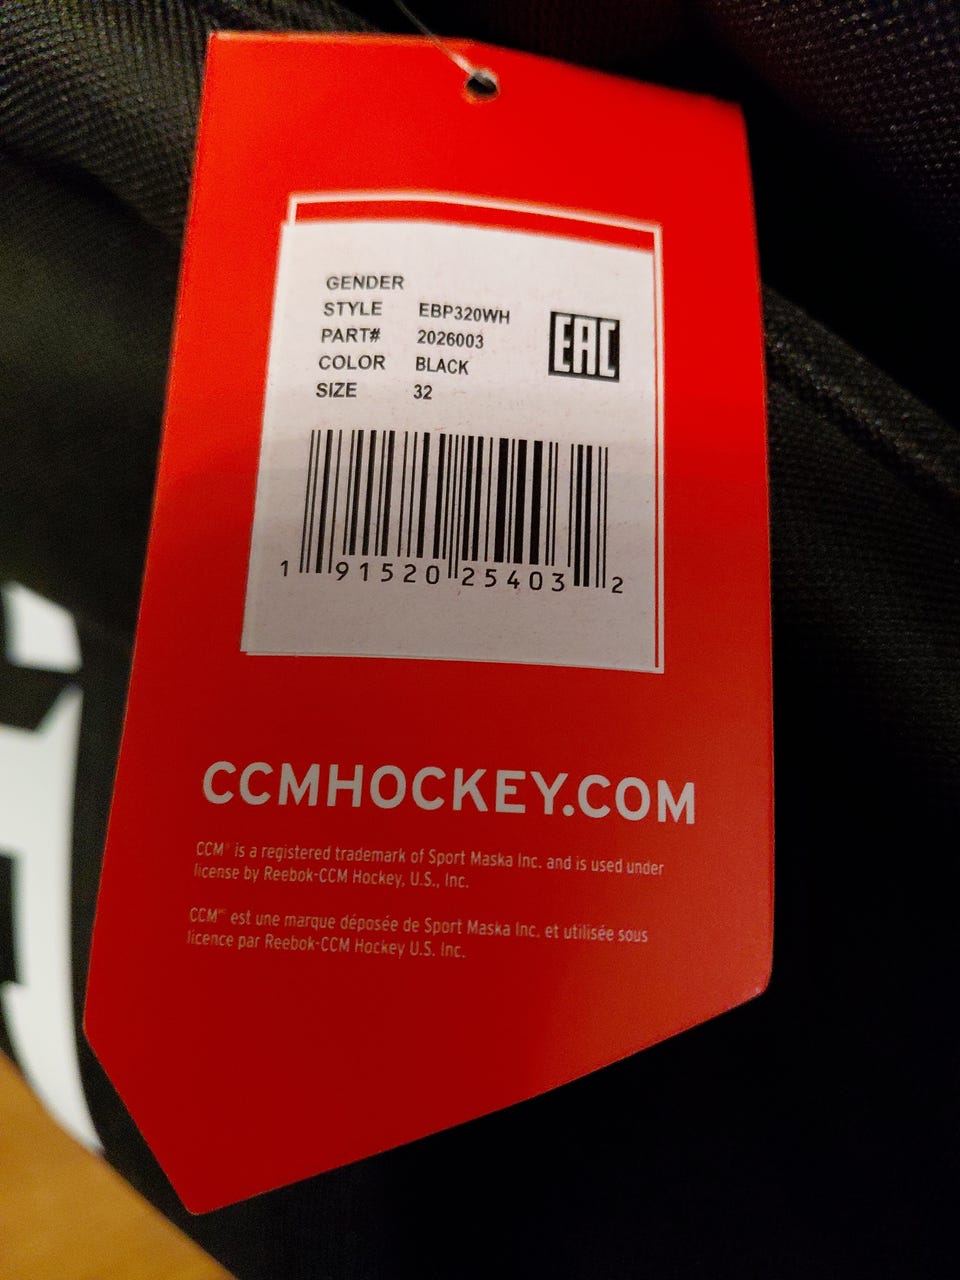 GENDER
STYLE EBP320WH
PART# 2026003
COLOR BLACK
SIZE 32
EAC
1 91520 25403 2
CCMHOCKEY.COM
CCM® is a registered trademark of Sport Maska Inc. and is used under
license by Reebok-CCM Hockey, U.S., Inc.
CCMᴹᶜ est une marque déposée de Sport Maska Inc. et utilisée sous
licence par Reebok-CCM Hockey U.S. Inc.